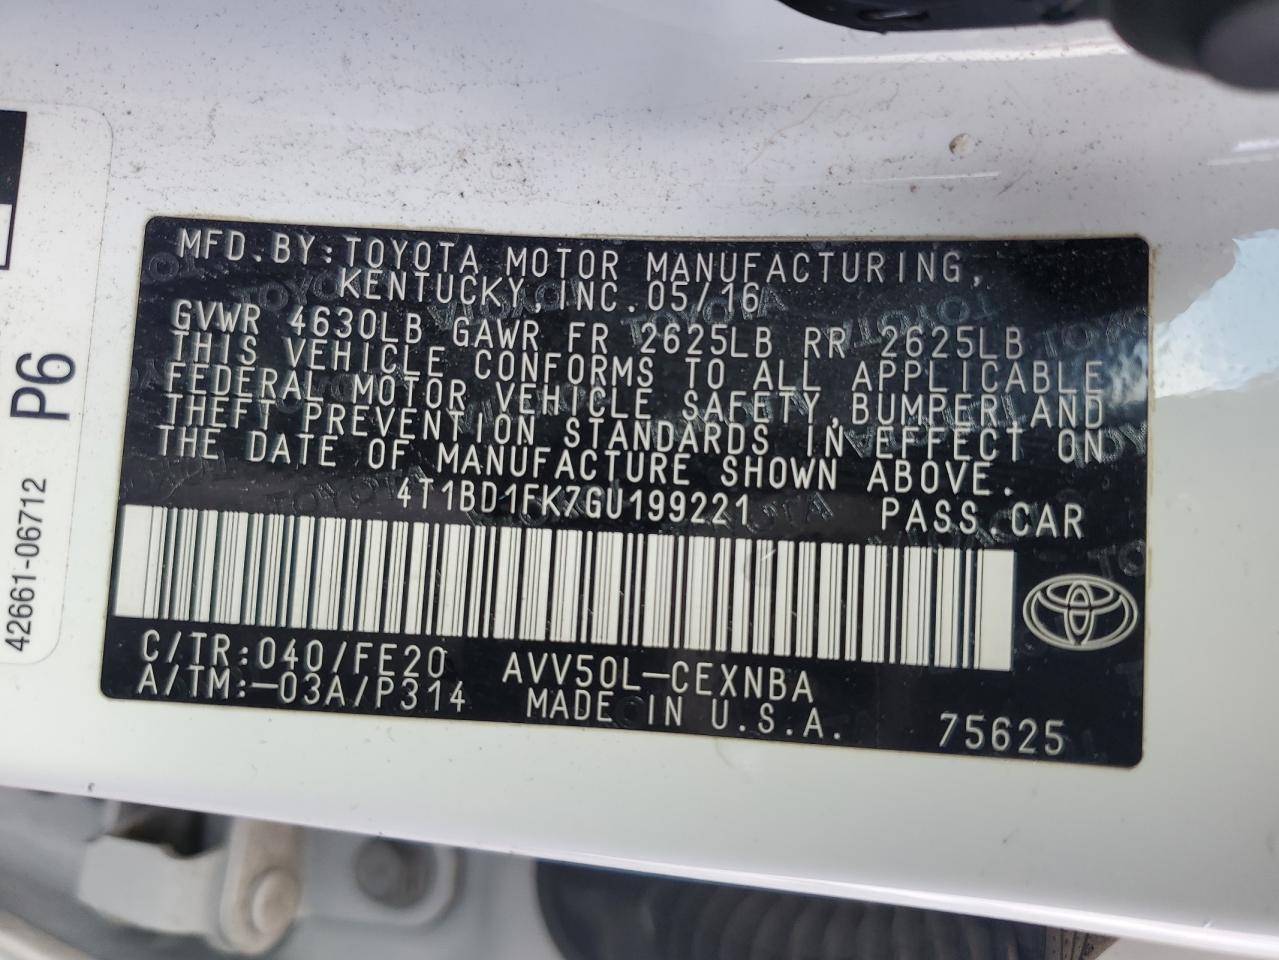 MFD.BY:TOYOTA MOTOR MANUFACTURING,
KENTUCKY,INC.05/16
GVWR 4630LB GAWR FR 2625LB RR 2625LB
THIS VEHICLE CONFORMS TO ALL APPLICABLE
FEDERAL MOTOR VEHICLE SAFETY,BUMPER,AND
THEFT PREVENTION STANDARDS IN EFFECT ON
THE DATE OF MANUFACTURE SHOWN ABOVE.
4T1BD1FK7GU199221 PASS.CAR
C/TR:040/FE20 AVV50L-CEXNBA
A/TM:-03A/P314 MADE IN U.S.A. 75625
42661-06712 P6